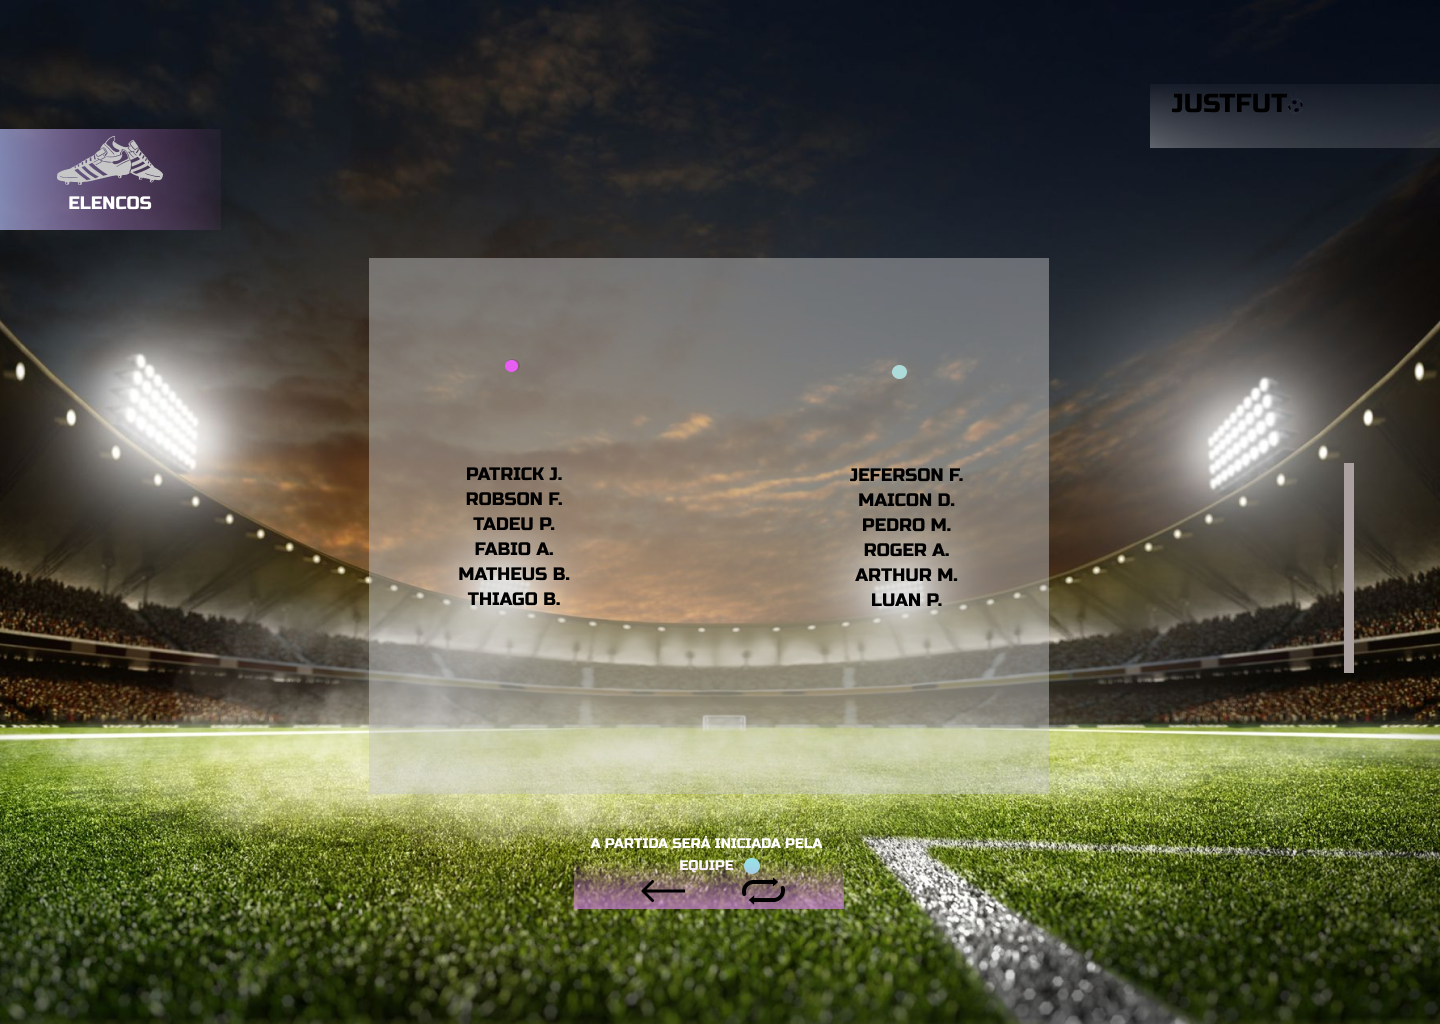 JUSTFUT
ELENCOS
PATRICK J.
ROBSON F.
TADEU P.
FABIO A.
MATHEUS B.
THIAGO B.
JEFERSON F.
MAICON D.
PEDRO M.
ROGER A.
ARTHUR M.
LUAN P.
A PARTIDA SERÁ INICIADA PELA
EQUIPE